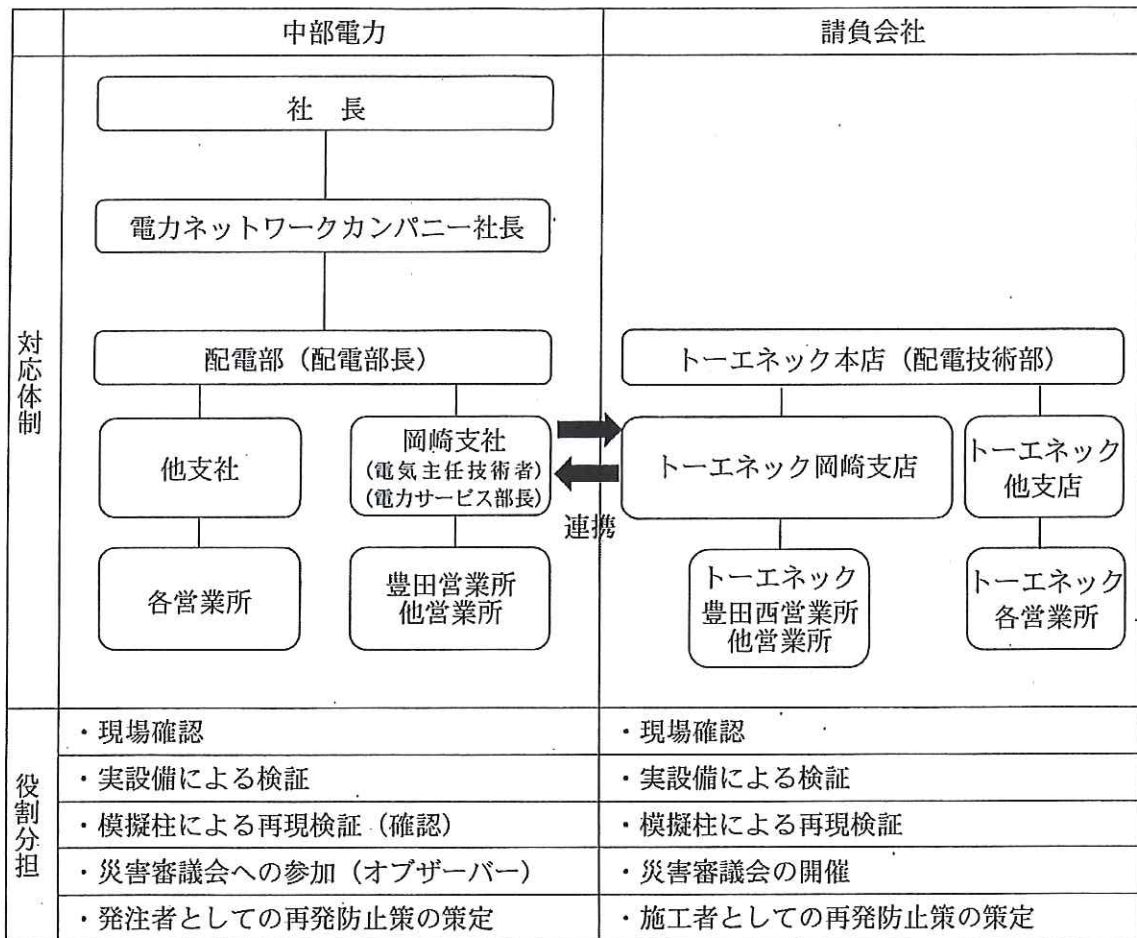 中部電力
請負会社
対応体制
社　長
電力ネットワークカンパニー社長
配電部（配電部長）
他支社
岡崎支社
(電気主任技術者)
(電力サービス部長)
各営業所
豊田営業所
他営業所
連携
トーエネック本店（配電技術部）
トーエネック岡崎支店
トーエネック
他支店
トーエネック
豊田西営業所
他営業所
トーエネック
各営業所
役割分担
・現場確認
・現場確認
・実設備による検証
・実設備による検証
・模擬柱による再現検証（確認）
・模擬柱による再現検証
・災害審議会への参加（オブザーバー）
・災害審議会の開催
・発注者としての再発防止策の策定
・施工者としての再発防止策の策定